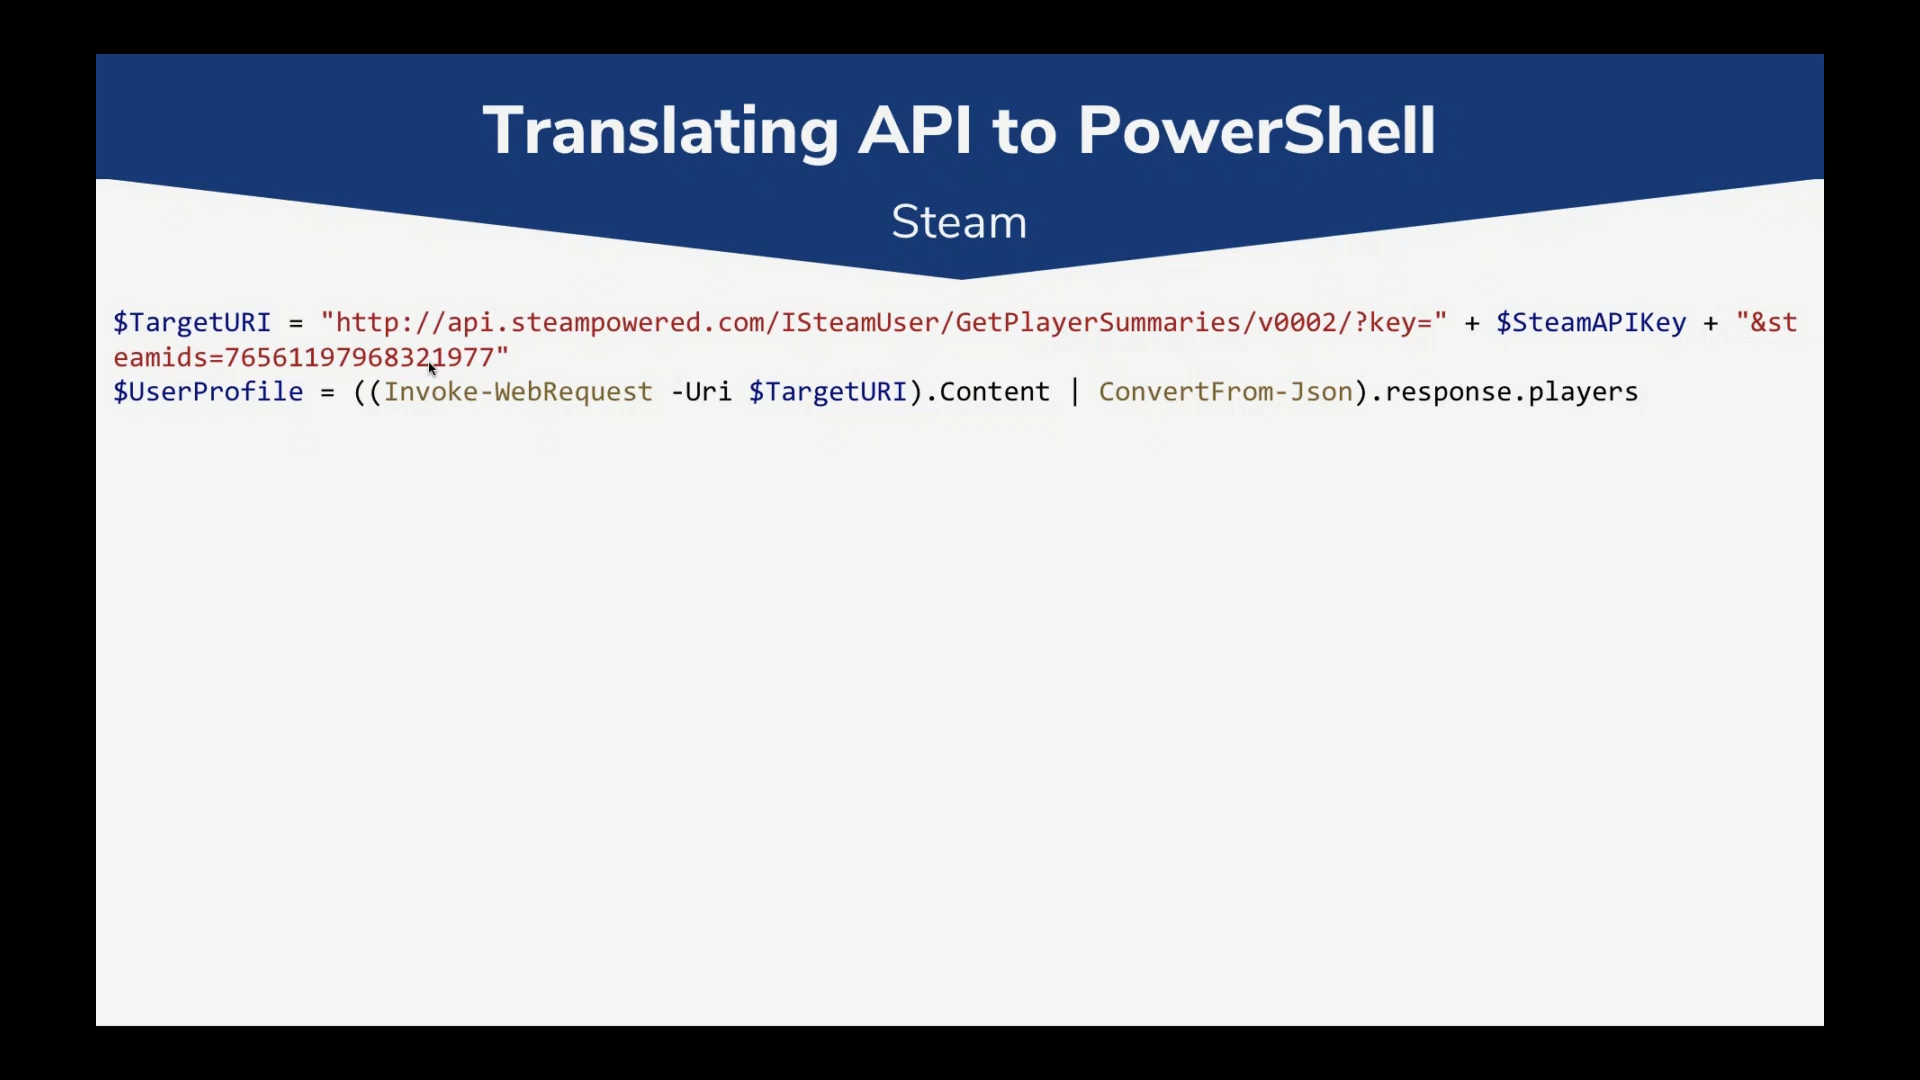 Translating API to PowerShell
Steam
$TargetURI = "http://api.steampowered.com/ISteamUser/GetPlayerSummaries/v0002/?key=" + $SteamAPIKey + "&st
eamids=76561197968321977"
$UserProfile = ((Invoke-WebRequest -Uri $TargetURI).Content | ConvertFrom-Json).response.players